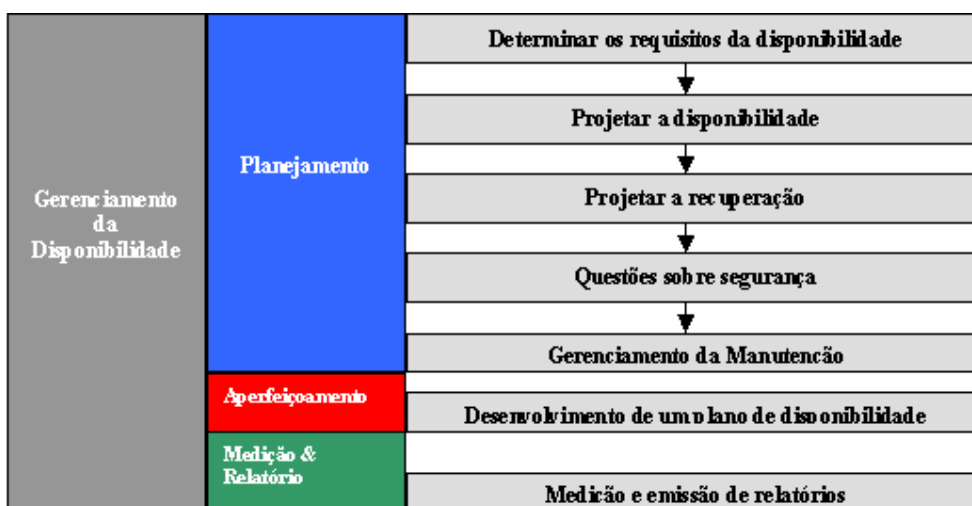 Gerenciamento
da
Disponibilidade
Planejamento
Determinar os requisitos da disponibilidade
Projetar a disponibilidade
Projetar a recuperação
Questões sobre segurança
Gerenciamento da Manutenção
Aperfeiçoamento
Desenvolvimento de um plano de disponibilidade
Medição &
Relatório
Medição e emissão de relatórios